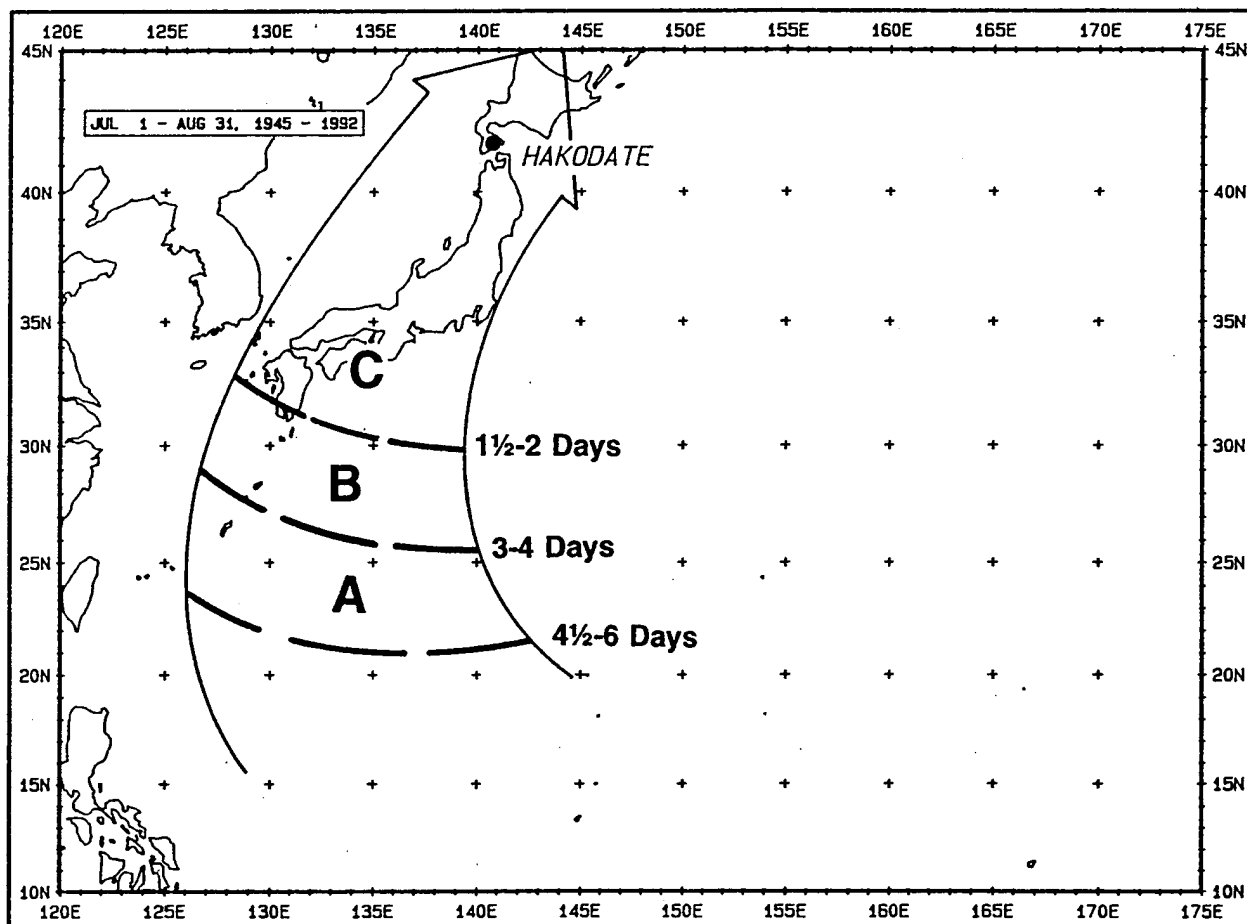 120E 125E 130E 135E 140E 145E 150E 155E 160E 165E 170E 175E
45N 45N
JUL 1 - AUG 31, 1945 - 1992
HAKODATE
40N 40N
35N 35N
C
30N 1½-2 Days 30N
B
3-4 Days
25N 25N
A
4½-6 Days
20N 20N
15N 15N
10N 10N
120E 125E 130E 135E 140E 145E 150E 155E 160E 165E 170E 175E